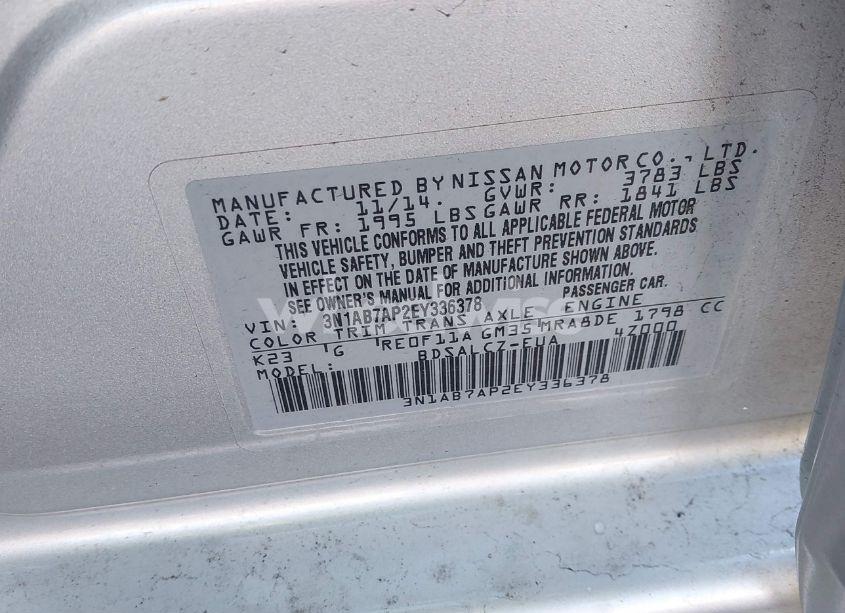 MANUFACTURED BY NISSAN MOTOR CO., LTD.
DATE: 11/14. GVWR: 3783 LBS
GAWR FR: 1995 LBS GAWR RR: 1841 LBS
THIS VEHICLE CONFORMS TO ALL APPLICABLE FEDERAL MOTOR
VEHICLE SAFETY, BUMPER AND THEFT PREVENTION STANDARDS
IN EFFECT ON THE DATE OF MANUFACTURE SHOWN ABOVE.
SEE OWNER'S MANUAL FOR ADDITIONAL INFORMATION.
VIN: 3N1AB7AP2EY336378 PASSENGER CAR.
COLOR TRIM TRANS AXLE ENGINE
K23 G RE0F11A GM35 MRA8DE 1798 CC
MODEL: BDSALCZ-EUA 4Z000
3N1AB7AP2EY336378